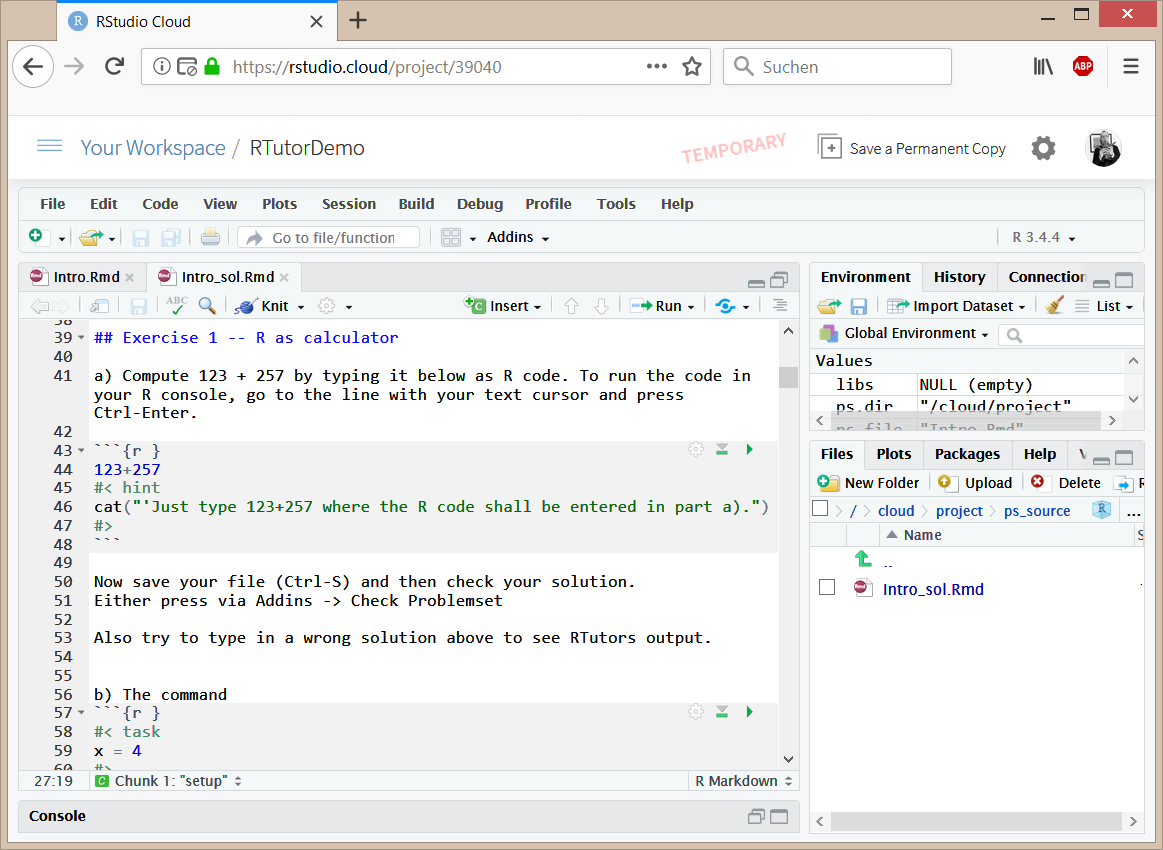 RStudio Cloud
https://rstudio.cloud/project/39040
Suchen
ABP
Your Workspace / RTutorDemo
TEMPORARY
Save a Permanent Copy
File Edit Code View Plots Session Build Debug Profile Tools Help
Go to file/function
Addins
R 3.4.4
Intro.Rmd
Intro_sol.Rmd
ABC
Knit
Insert
Run
38
39 ## Exercise 1 -- R as calculator
40
41 a) Compute 123 + 257 by typing it below as R code. To run the code in
your R console, go to the line with your text cursor and press
Ctrl-Enter.
42
43 ```{r }
44 123+257
45 #< hint
46 cat("'Just type 123+257 where the R code shall be entered in part a).")
47 #>
48 ```
49
50 Now save your file (Ctrl-S) and then check your solution.
51 Either press via Addins -> Check Problemset
52
53 Also try to type in a wrong solution above to see RTutors output.
54
55
56 b) The command
57 ```{r }
58 #< task
59 x = 4
60 #>
27:19 C Chunk 1: "setup"
R Markdown
Console
Environment History Connection
Import Dataset
List
Global Environment
Values
libs NULL (empty)
ps.dir "/cloud/project"
ps.file "Intro.Rmd"
Files Plots Packages Help V
New Folder Upload Delete R
/ cloud project ps_source R ...
Name S
..
Intro_sol.Rmd